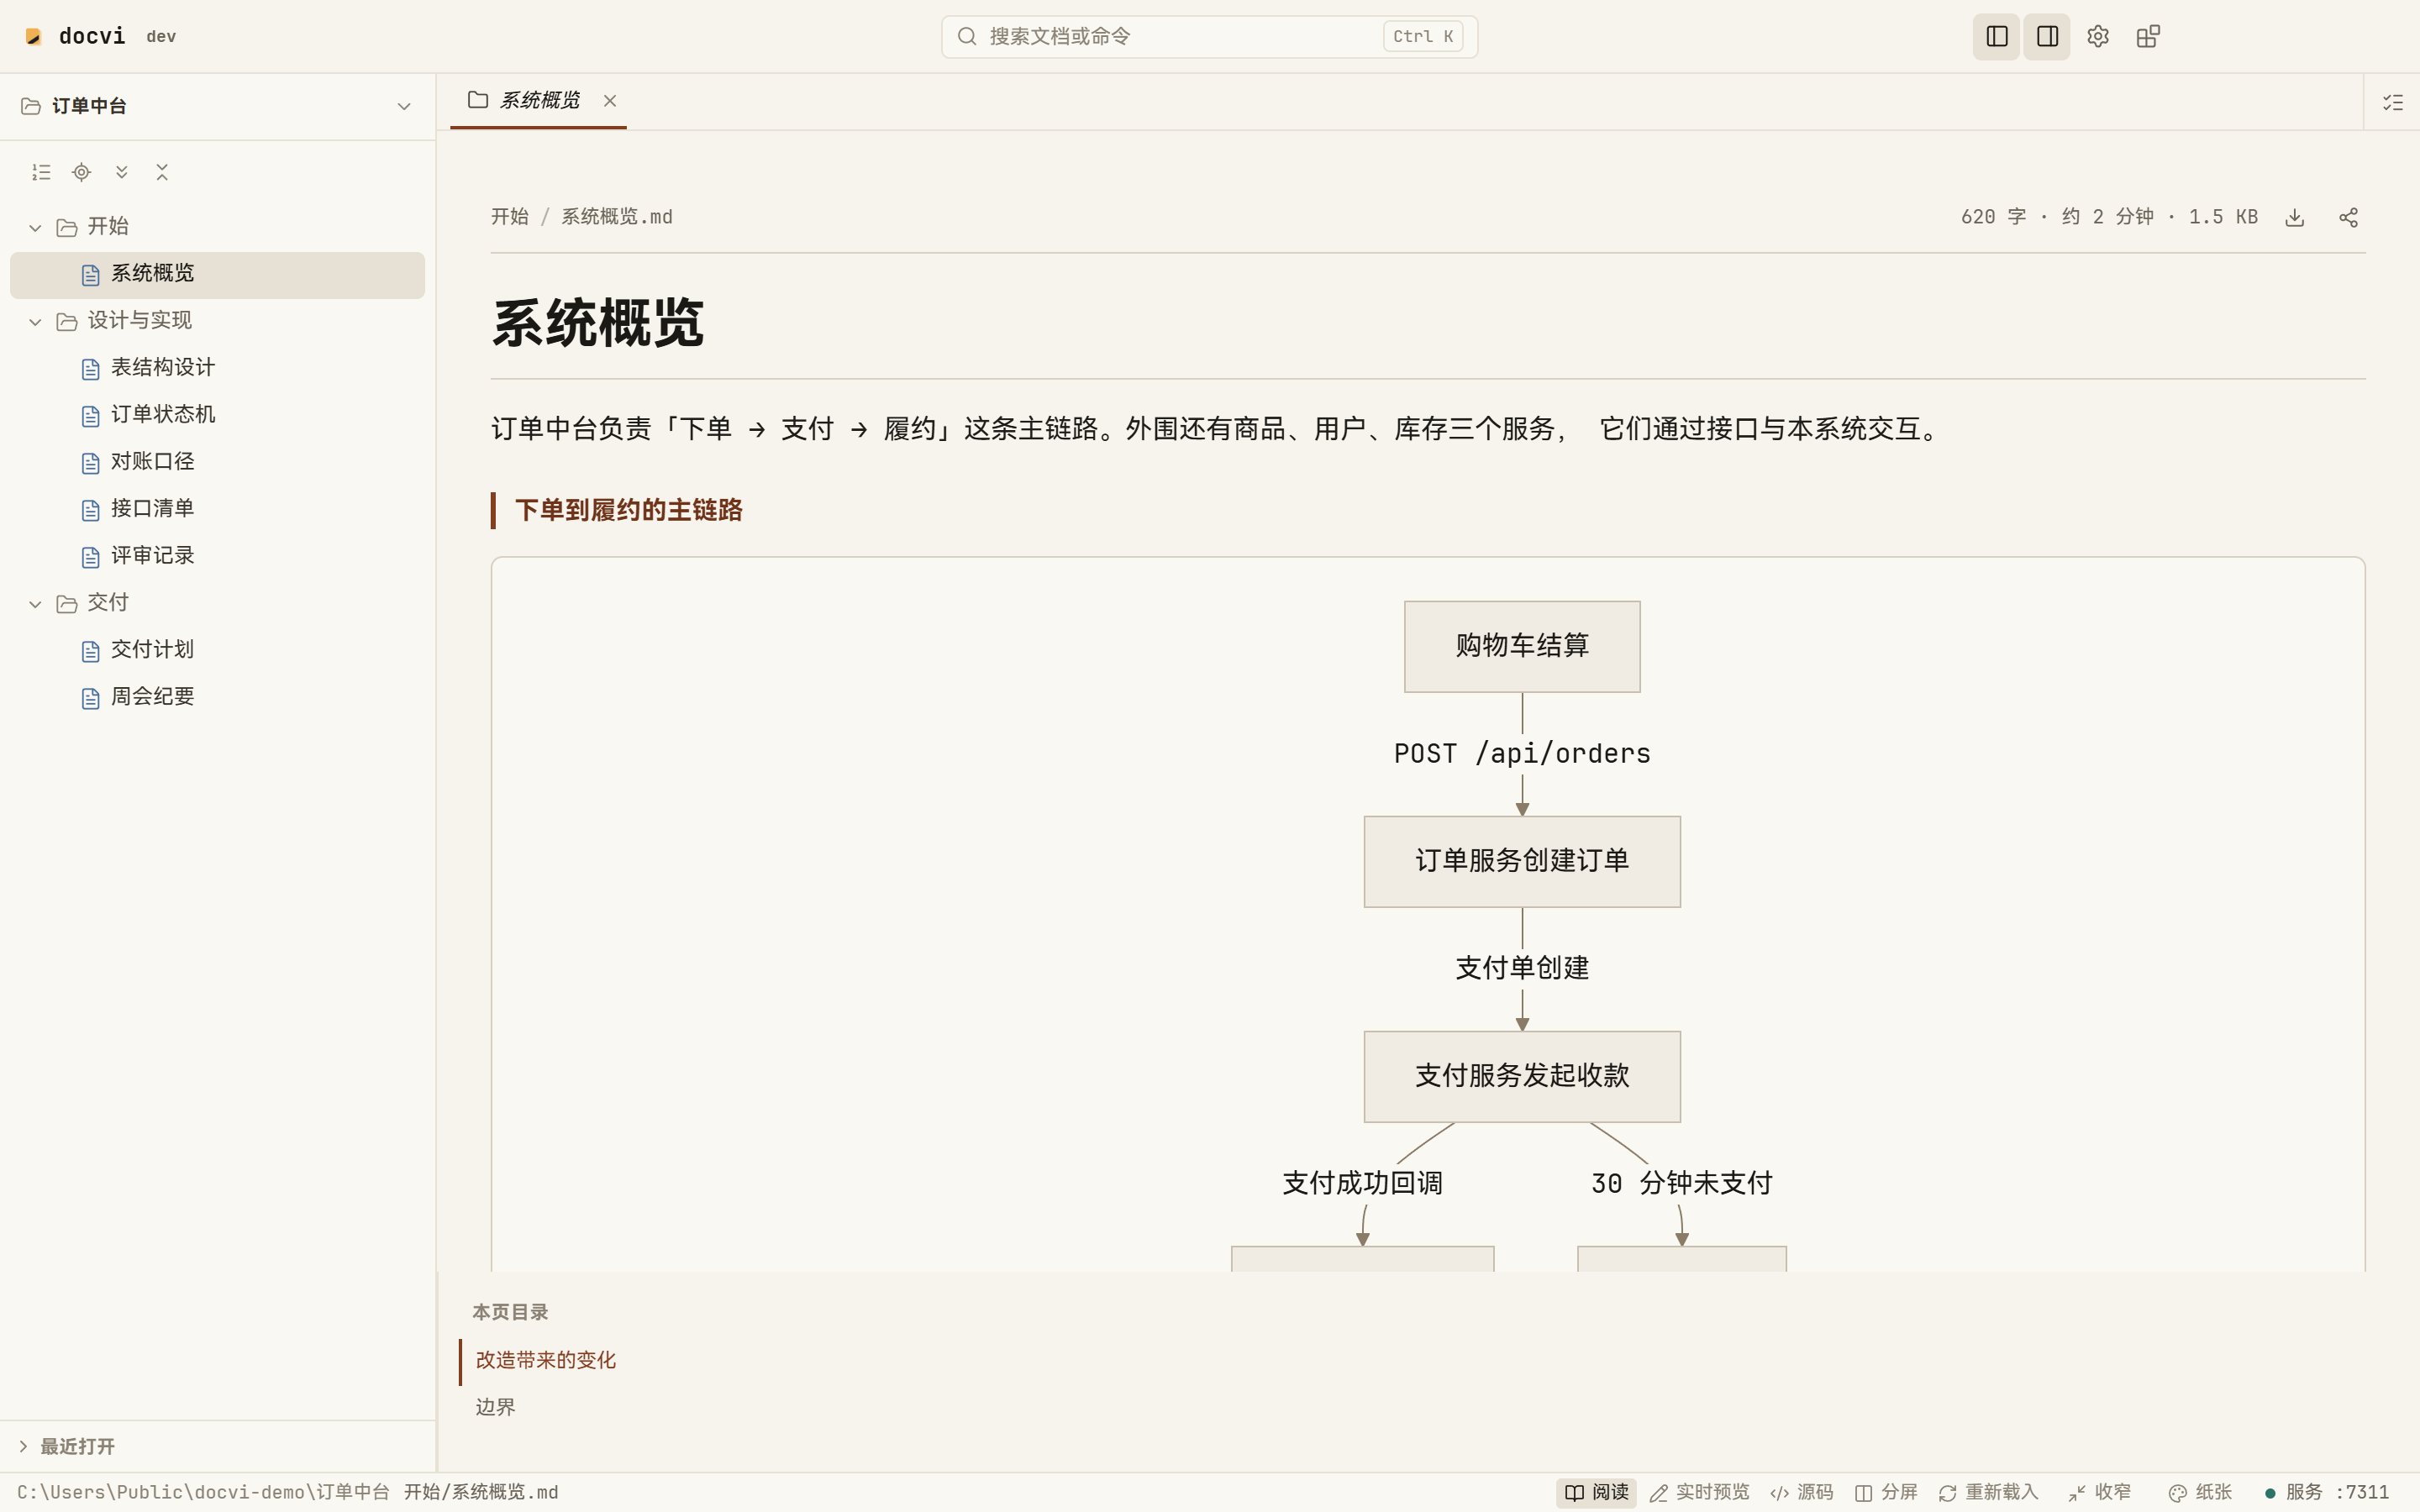 docvi dev
搜索文档或命令 Ctrl K
订单中台
系统概览
开始
系统概览
设计与实现
表结构设计
订单状态机
对账口径
接口清单
评审记录
交付
交付计划
周会纪要
最近打开
开始 / 系统概览.md
620 字 · 约 2 分钟 · 1.5 KB
系统概览
订单中台负责「下单 → 支付 → 履约」这条主链路。外围还有商品、用户、库存三个服务， 它们通过接口与本系统交互。
下单到履约的主链路
购物车结算
POST /api/orders
订单服务创建订单
支付单创建
支付服务发起收款
支付成功回调
30 分钟未支付
本页目录
改造带来的变化
边界
C:\Users\Public\docvi-demo\订单中台 开始/系统概览.md
阅读 实时预览 源码 分屏 重新载入 收窄 纸张 服务 :7311